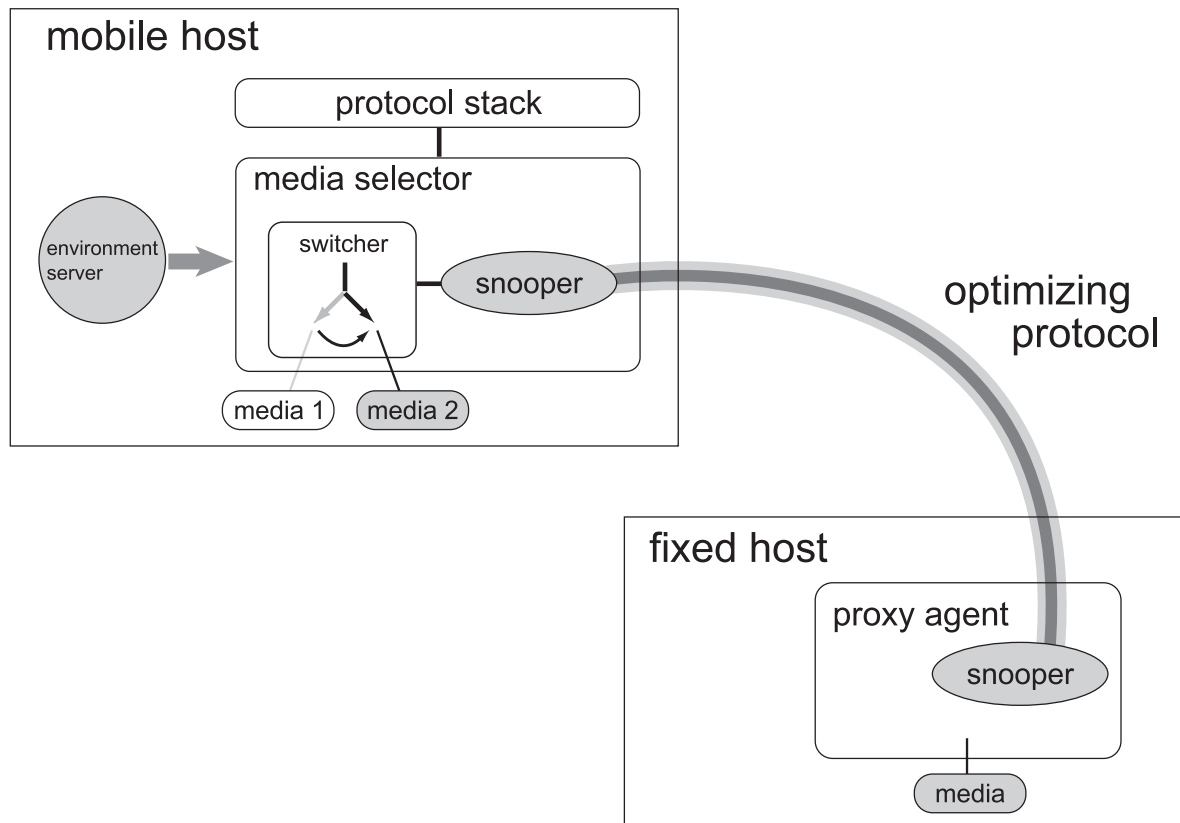 mobile host
protocol stack
media selector
environment
server
switcher
snooper
media 1
media 2
optimizing
protocol
fixed host
proxy agent
snooper
media